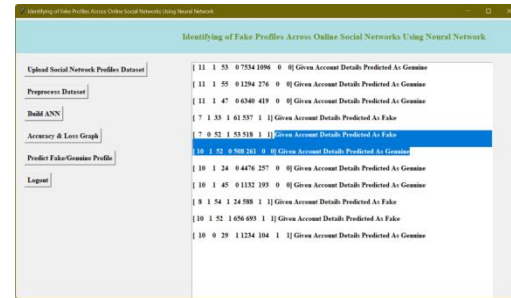 Identifying of Fake Profiles Across Online Social Networks Using Neural Network
Identifying of Fake Profiles Across Online Social Networks Using Neural Network
Upload Social Network Profiles Dataset
Preprocess Dataset
Build ANN
Accuracy & Loss Graph
Predict Fake/Genuine Profile
Logout
[ 11 1 53 0 7534 1096 0 0] Given Account Details Predicted As Genuine
[ 11 1 55 0 1294 276 0 0] Given Account Details Predicted As Genuine
[ 11 1 47 0 6340 419 0 0] Given Account Details Predicted As Genuine
[ 7 1 33 1 61 537 1 1] Given Account Details Predicted As Fake
[ 7 0 52 1 53 518 1 1] Given Account Details Predicted As Fake
[ 10 1 52 0 508 261 0 0] Given Account Details Predicted As Genuine
[ 10 1 24 0 4476 257 0 0] Given Account Details Predicted As Genuine
[ 10 1 45 0 1132 193 0 0] Given Account Details Predicted As Genuine
[ 8 1 54 1 24 588 1 1] Given Account Details Predicted As Fake
[ 10 1 52 1 656 693 1 1] Given Account Details Predicted As Fake
[ 10 0 29 1 1234 104 1 1] Given Account Details Predicted As Genuine